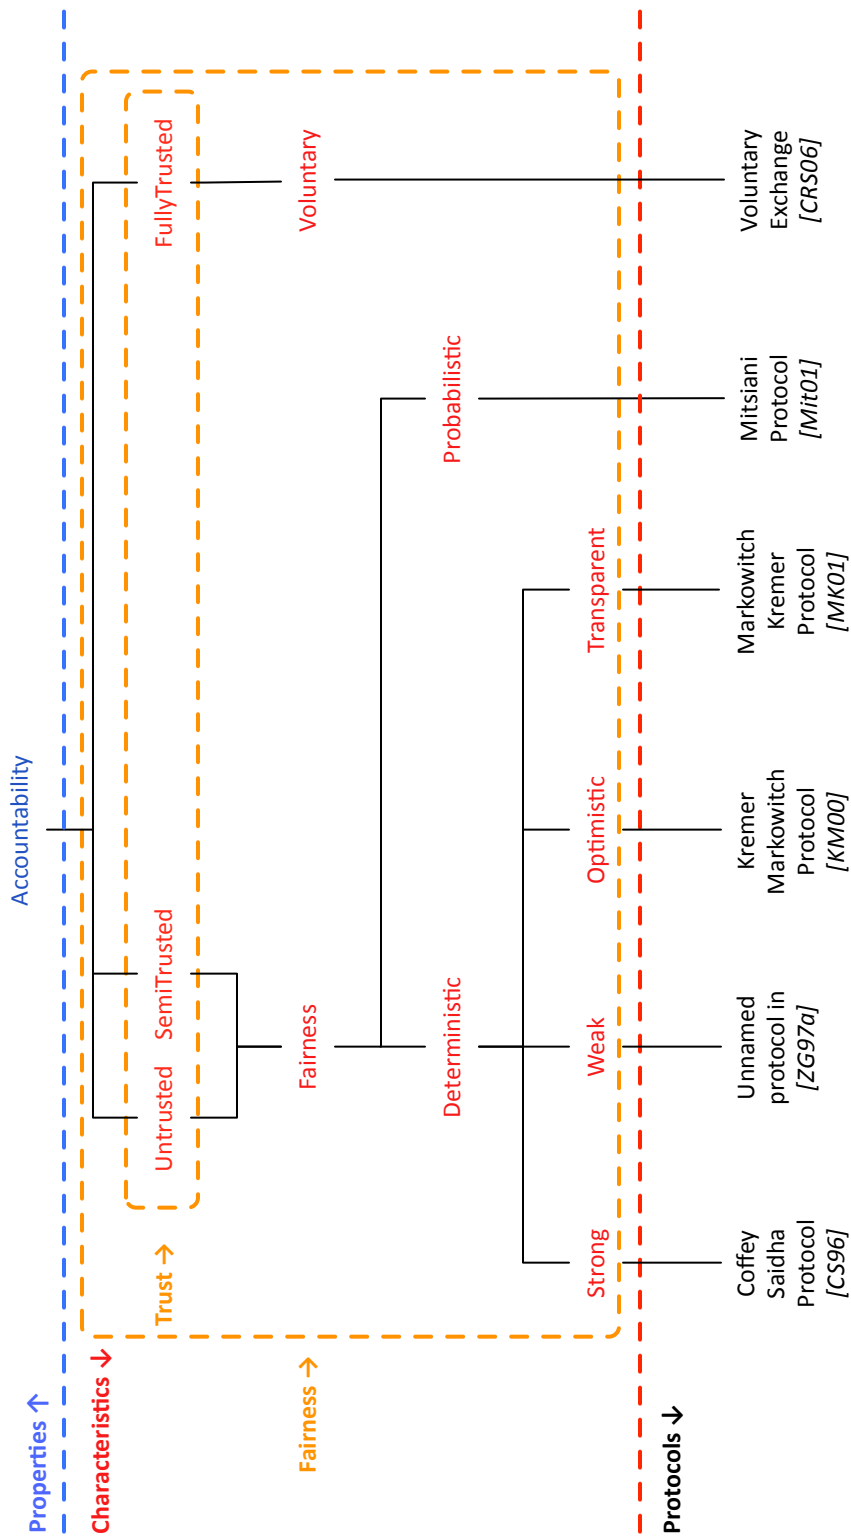 Accountability
Properties ↑
Characteristics ↓
Trust →
Untrusted
SemiTrusted
FullyTrusted
Fairness →
Fairness
Voluntary
Deterministic
Probabilistic
Strong
Weak
Optimistic
Transparent
Protocols ↓
Coffey
Saidha
Protocol
[CS96]
Unnamed
protocol in
[ZG97a]
Kremer
Markowitch
Protocol
[KM00]
Markowitch
Kremer
Protocol
[MK01]
Mitsiani
Protocol
[Mit01]
Voluntary
Exchange
[CRS06]